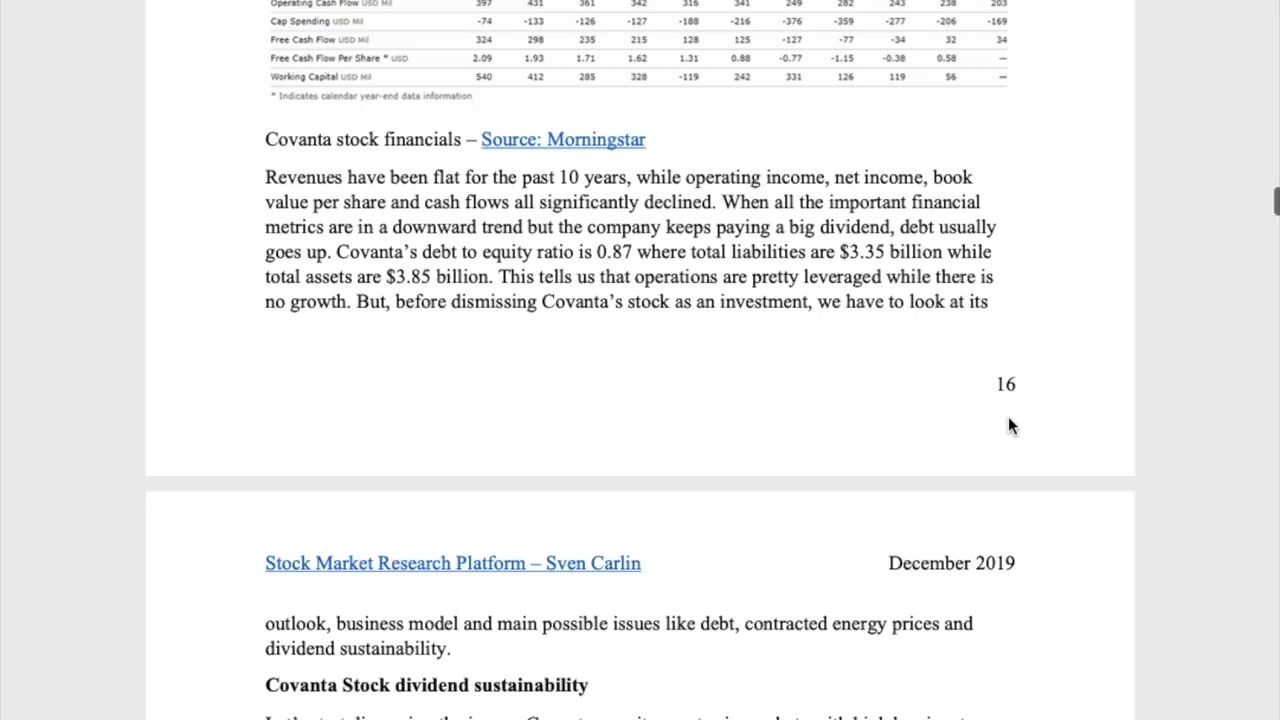 Operating Cash Flow USD Mil 397 431 361 342 316 341 249 282 243 238 203
Cap Spending USD Mil -74 -133 -126 -127 -188 -216 -376 -359 -277 -206 -169
Free Cash Flow USD Mil 324 298 235 215 128 125 -127 -77 -34 32 34
Free Cash Flow Per Share * USD 2.09 1.93 1.71 1.62 1.31 0.88 -0.77 -1.15 -0.38 0.58 —
Working Capital USD Mil 540 412 285 328 -119 242 331 126 119 56 —
* Indicates calendar year-end data information
Covanta stock financials – Source: Morningstar
Revenues have been flat for the past 10 years, while operating income, net income, book
value per share and cash flows all significantly declined. When all the important financial
metrics are in a downward trend but the company keeps paying a big dividend, debt usually
goes up. Covanta’s debt to equity ratio is 0.87 where total liabilities are $3.35 billion while
total assets are $3.85 billion. This tells us that operations are pretty leveraged while there is
no growth. But, before dismissing Covanta’s stock as an investment, we have to look at its
16
Stock Market Research Platform – Sven Carlin December 2019
outlook, business model and main possible issues like debt, contracted energy prices and
dividend sustainability.
Covanta Stock dividend sustainability